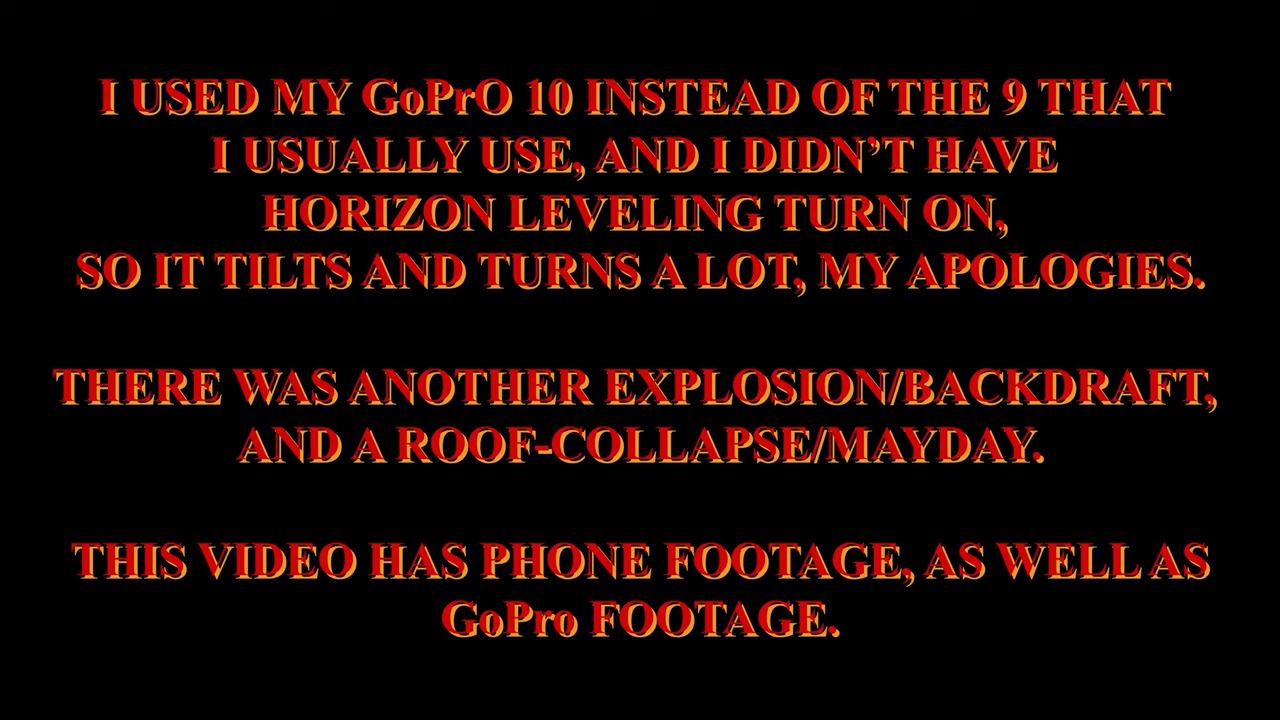 I USED MY GoPrO 10 INSTEAD OF THE 9 THAT
I USUALLY USE, AND I DIDN’T HAVE
HORIZON LEVELING TURN ON,
SO IT TILTS AND TURNS A LOT, MY APOLOGIES.
THERE WAS ANOTHER EXPLOSION/BACKDRAFT,
AND A ROOF-COLLAPSE/MAYDAY.
THIS VIDEO HAS PHONE FOOTAGE, AS WELL AS
GoPro FOOTAGE.